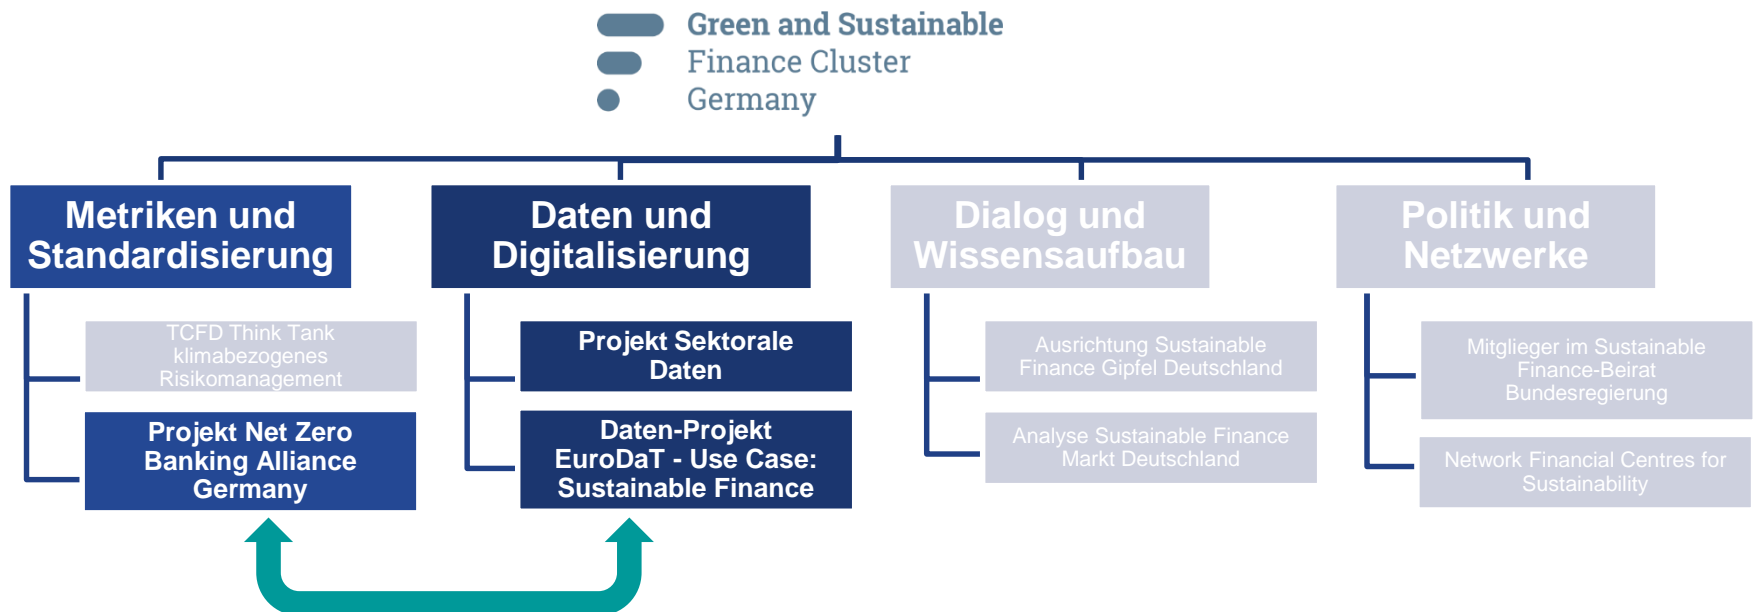 Green and Sustainable
Finance Cluster
Germany
Metriken und
Standardisierung
TCFD Think Tank
klimabezogenes
Risikomanagement
Projekt Net Zero
Banking Alliance
Germany
Daten und
Digitalisierung
Projekt Sektorale
Daten
Daten-Projekt
EuroDaT - Use Case:
Sustainable Finance
Dialog und
Wissensaufbau
Ausrichtung Sustainable
Finance Gipfel Deutschland
Analyse Sustainable Finance
Markt Deutschland
Politik und
Netzwerke
Mitglieger im Sustainable
Finance-Beirat
Bundesregierung
Network Financial Centres for
Sustainability